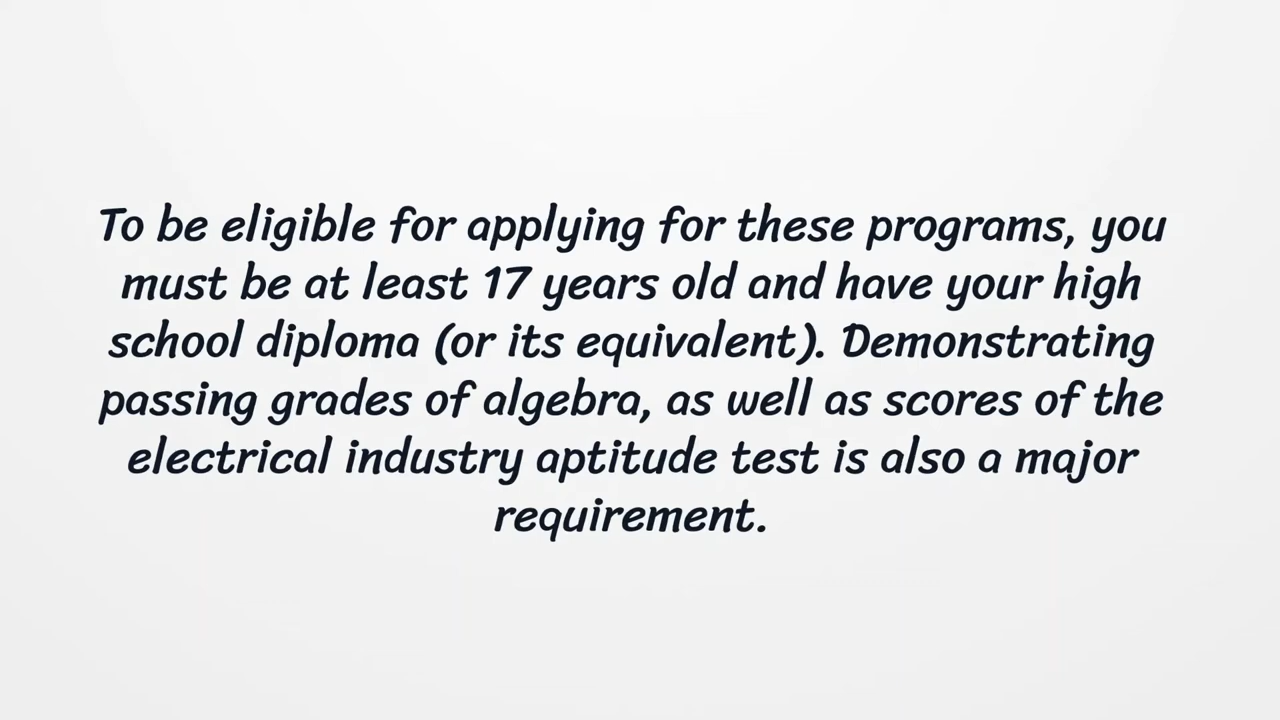 To be eligible for applying for these programs, you
must be at least 17 years old and have your high
school diploma (or its equivalent). Demonstrating
passing grades of algebra, as well as scores of the
electrical industry aptitude test is also a major
requirement.